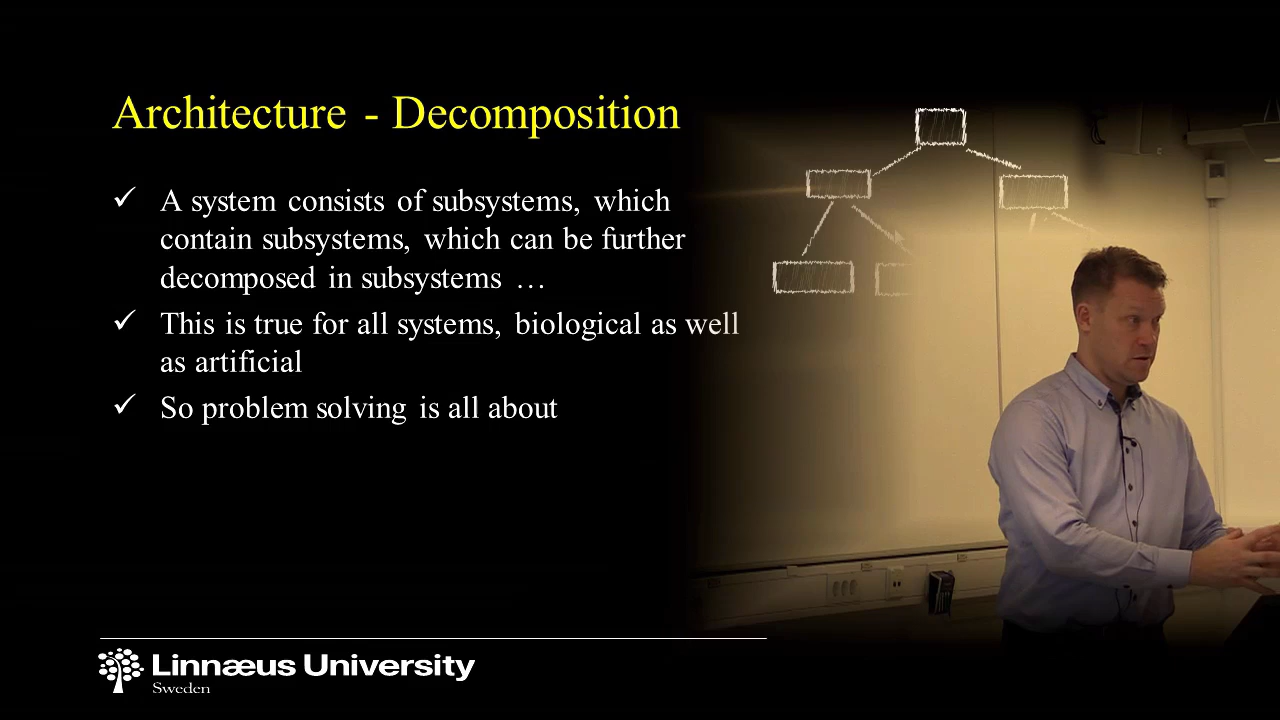 Architecture - Decomposition
✓ A system consists of subsystems, which
contain subsystems, which can be further
decomposed in subsystems …
✓ This is true for all systems, biological as well
as artificial
✓ So problem solving is all about
Linnæus University
Sweden